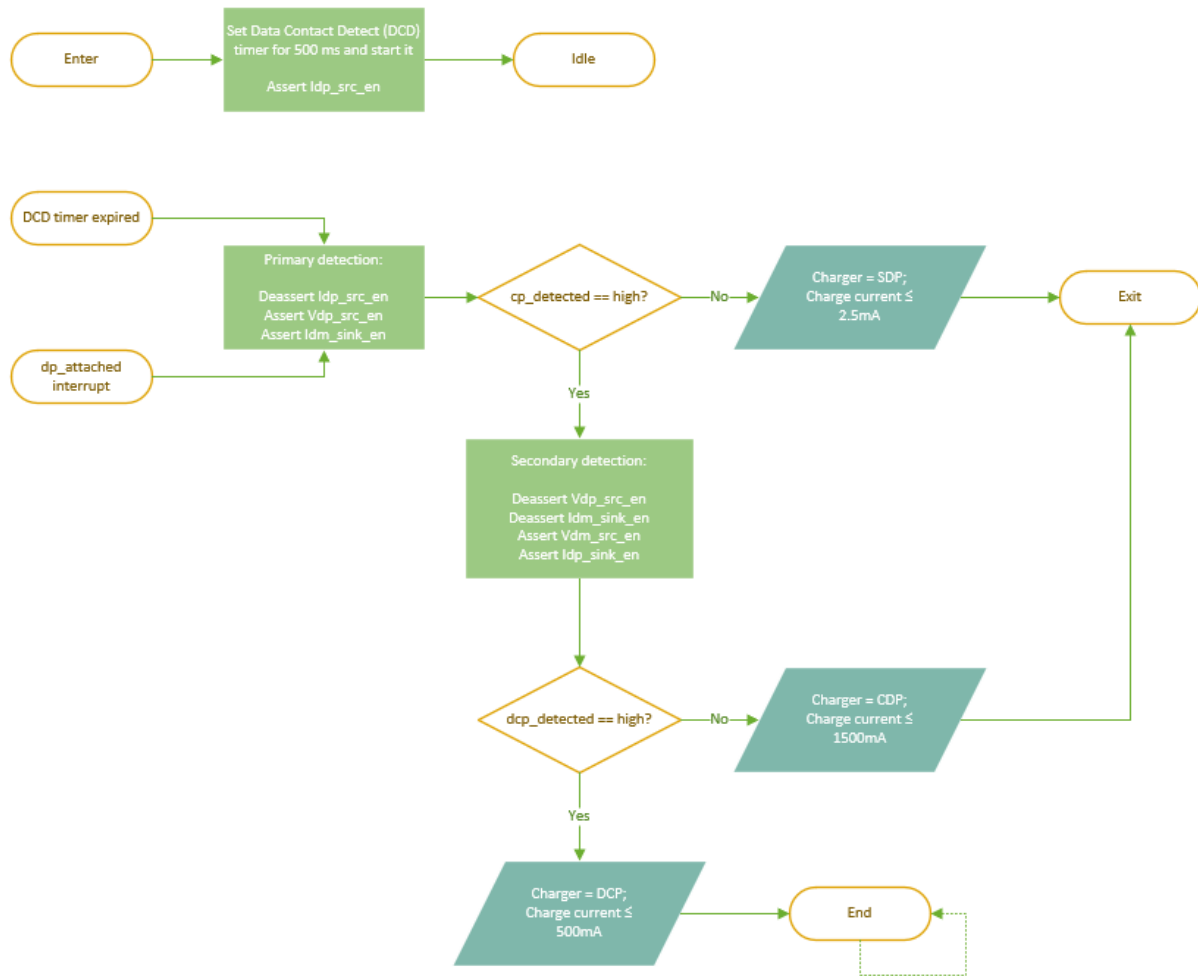 Enter
Set Data Contact Detect (DCD)
timer for 500 ms and start it
Assert Idp_src_en
Idle
DCD timer expired
dp_attached
interrupt
Primary detection:
Deassert Idp_src_en
Assert Vdp_src_en
Assert Idm_sink_en
cp_detected == high?
No
Charger = SDP;
Charge current ≤
2.5mA
Exit
Yes
Secondary detection:
Deassert Vdp_src_en
Deassert Idm_sink_en
Assert Vdm_src_en
Assert Idp_sink_en
dcp_detected == high?
No
Charger = CDP;
Charge current ≤
1500mA
Yes
Charger = DCP;
Charge current ≤
500mA
End